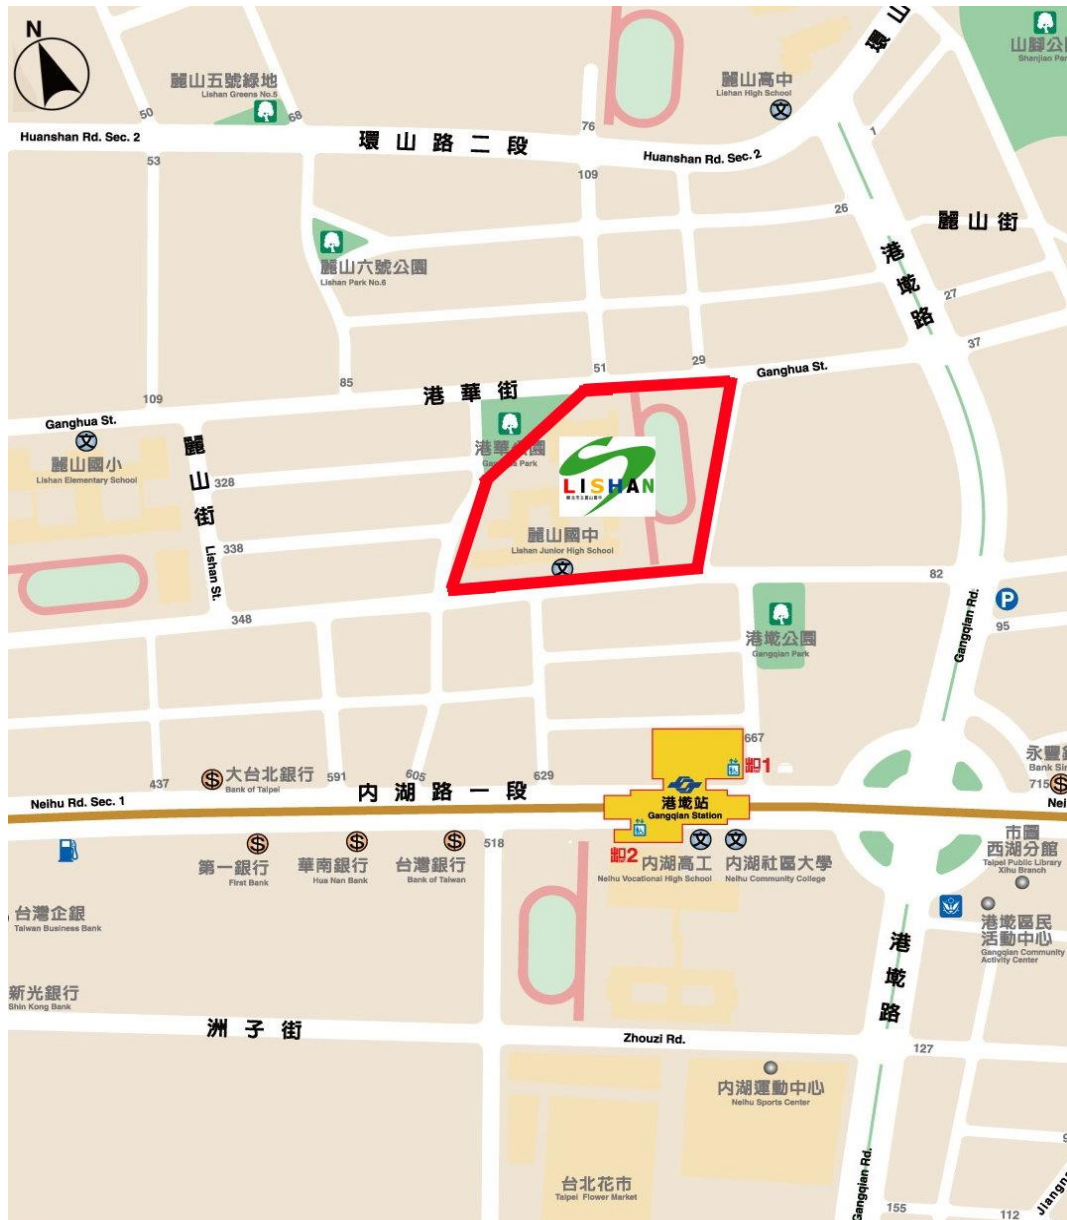 N
環山
山腳公園
Shanjiao Par
麗山五號綠地
Lishan Greens No.5
麗山高中
Lishan High School
50
68
76
1
Huanshan Rd. Sec. 2
環山路二段
Huanshan Rd. Sec. 2
53
109
26
麗山街
麗山六號公園
Lishan Park No.6
港墘路
27
37
51
29
Ganghua St.
85
港華街
109
Ganghua St.
麗山國小
Lishan Elementary School
麗山街
港華公園
Ganghua Park
LISHAN
328
麗山國中
Lishan Junior High School
338
Lishan St.
82
P
348
95
港墘公園
Gangqian Park
Gangqian Rd.
667
出口1
437
大台北銀行
Bank of Taipei
591
605
629
永豐
Bank Sin
715
Neihu Rd. Sec. 1
內湖路一段
港墘站
Gangqian Station
Nei
出口2
518
第一銀行
First Bank
華南銀行
Hua Nan Bank
台灣銀行
Bank of Taiwan
內湖高工
Neihu Vocational High School
內湖社區大學
Neihu Community College
市圖
西湖分館
Taipei Public Library
Xihu Branch
台灣企銀
Taiwan Business Bank
港墘區民
活動中心
Gangqian Community
Activity Center
港墘路
新光銀行
Shin Kong Bank
洲子街
Zhouzi Rd.
127
內湖運動中心
Neihu Sports Center
台北花市
Taipei Flower Market
Gangqian Rd.
155
112
9
Jiangn